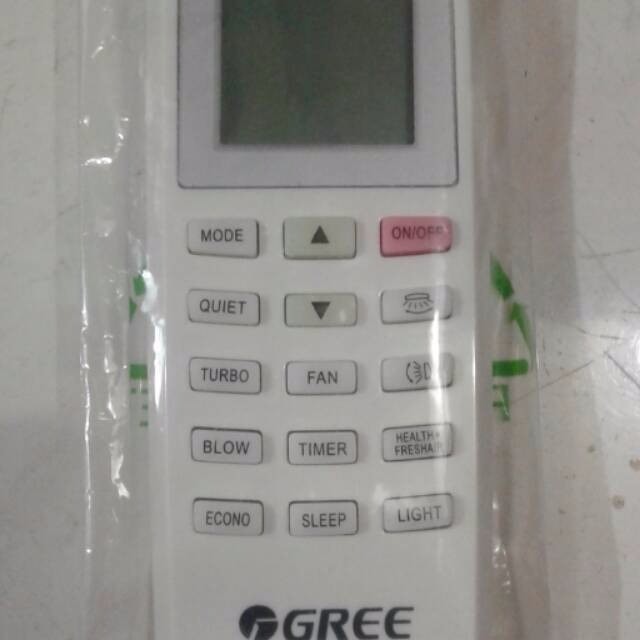 MODE ▲ ON/OFF
QUIET ▼
TURBO FAN
BLOW TIMER HEALTH+
FRESHAIR
ECONO SLEEP LIGHT
GREE